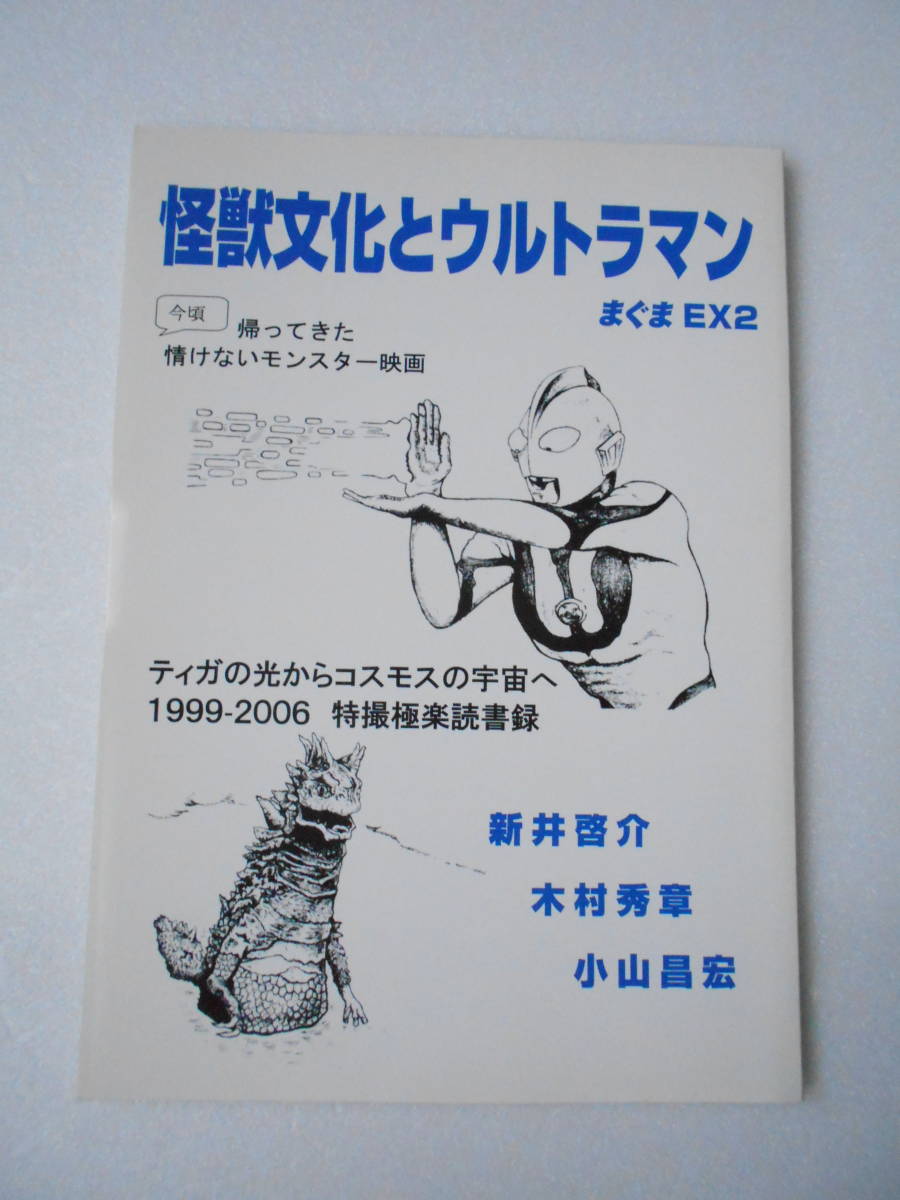 怪獣文化とウルトラマン
まぐま EX2
今頃
帰ってきた
情けないモンスター映画
ティガの光からコスモスの宇宙へ
1999-2006 特撮極楽読書録
新井啓介
木村秀章
小山昌宏